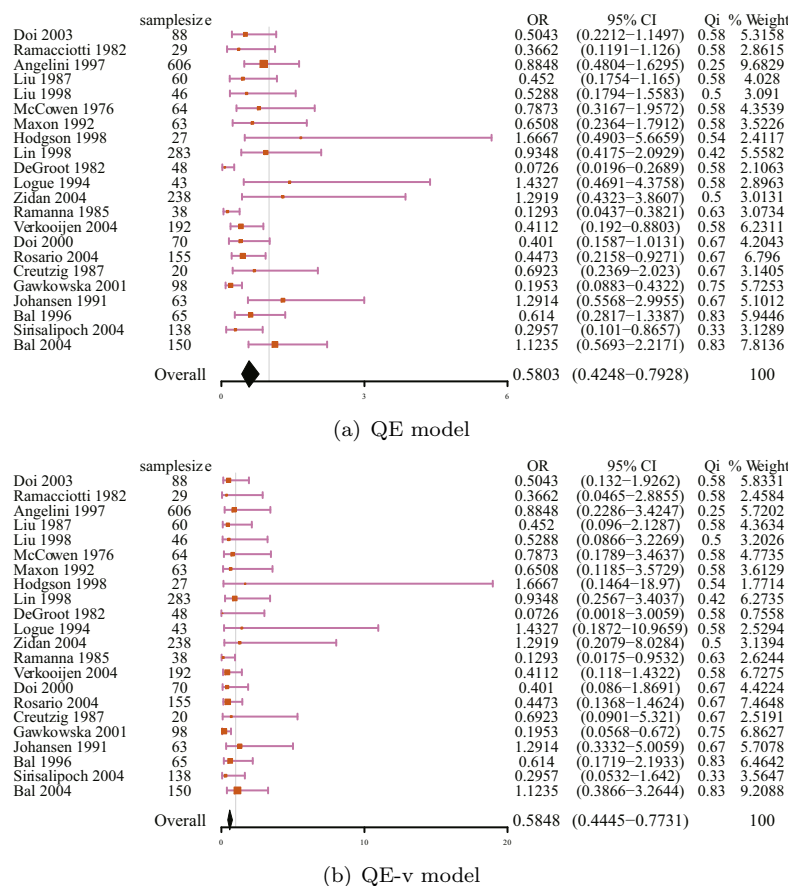 samplesize OR 95% CI Qi % Weight
Doi 2003 88 0.5043 (0.2212−1.1497) 0.58 5.3158
Ramacciotti 1982 29 0.3662 (0.1191−1.126) 0.58 2.8615
Angelini 1997 606 0.8848 (0.4804−1.6295) 0.25 9.6829
Liu 1987 60 0.452 (0.1754−1.165) 0.58 4.028
Liu 1998 46 0.5288 (0.1794−1.5583) 0.5 3.091
McCowen 1976 64 0.7873 (0.3167−1.9572) 0.58 4.3539
Maxon 1992 63 0.6508 (0.2364−1.7912) 0.58 3.5226
Hodgson 1998 27 1.6667 (0.4903−5.6659) 0.54 2.4117
Lin 1998 283 0.9348 (0.4175−2.0929) 0.42 5.5582
DeGroot 1982 48 0.0726 (0.0196−0.2689) 0.58 2.1063
Logue 1994 43 1.4327 (0.4691−4.3758) 0.58 2.8963
Zidan 2004 238 1.2919 (0.4323−3.8607) 0.5 3.0131
Ramanna 1985 38 0.1293 (0.0437−0.3821) 0.63 3.0734
Verkooijen 2004 192 0.4112 (0.192−0.8803) 0.58 6.2311
Doi 2000 70 0.401 (0.1587−1.0131) 0.67 4.2043
Rosario 2004 155 0.4473 (0.2158−0.9271) 0.67 6.796
Creutzig 1987 20 0.6923 (0.2369−2.023) 0.67 3.1405
Gawkowska 2001 98 0.1953 (0.0883−0.4322) 0.75 5.7253
Johansen 1991 63 1.2914 (0.5568−2.9955) 0.67 5.1012
Bal 1996 65 0.614 (0.2817−1.3387) 0.83 5.9446
Sirisalipoch 2004 138 0.2957 (0.101−0.8657) 0.33 3.1289
Bal 2004 150 1.1235 (0.5693−2.2171) 0.83 7.8136
Overall 0.5803 (0.4248−0.7928) 100
0 3 6
(a) QE model
samplesize OR 95% CI Qi % Weight
Doi 2003 88 0.5043 (0.132−1.9262) 0.58 5.8331
Ramacciotti 1982 29 0.3662 (0.0465−2.8855) 0.58 2.4584
Angelini 1997 606 0.8848 (0.2286−3.4247) 0.25 5.7202
Liu 1987 60 0.452 (0.096−2.1287) 0.58 4.3634
Liu 1998 46 0.5288 (0.0866−3.2269) 0.5 3.2026
McCowen 1976 64 0.7873 (0.1789−3.4637) 0.58 4.7735
Maxon 1992 63 0.6508 (0.1185−3.5729) 0.58 3.6129
Hodgson 1998 27 1.6667 (0.1464−18.97) 0.54 1.7714
Lin 1998 283 0.9348 (0.2567−3.4037) 0.42 6.2735
DeGroot 1982 48 0.0726 (0.0018−3.0059) 0.58 0.7558
Logue 1994 43 1.4327 (0.1872−10.9659) 0.58 2.5294
Zidan 2004 238 1.2919 (0.2079−8.0284) 0.5 3.1394
Ramanna 1985 38 0.1293 (0.0175−0.9532) 0.63 2.6244
Verkooijen 2004 192 0.4112 (0.118−1.4322) 0.58 6.7275
Doi 2000 70 0.401 (0.086−1.8691) 0.67 4.4224
Rosario 2004 155 0.4473 (0.1368−1.4624) 0.67 7.4648
Creutzig 1987 20 0.6923 (0.0901−5.321) 0.67 2.5191
Gawkowska 2001 98 0.1953 (0.0568−0.672) 0.75 6.8627
Johansen 1991 63 1.2914 (0.3332−5.0059) 0.67 5.7078
Bal 1996 65 0.614 (0.1719−2.1933) 0.83 6.4642
Sirisalipoch 2004 138 0.2957 (0.0532−1.642) 0.33 3.5647
Bal 2004 150 1.1235 (0.3866−3.2644) 0.83 9.2088
Overall 0.5848 (0.4445−0.7731) 100
0 10 20
(b) QE-v model